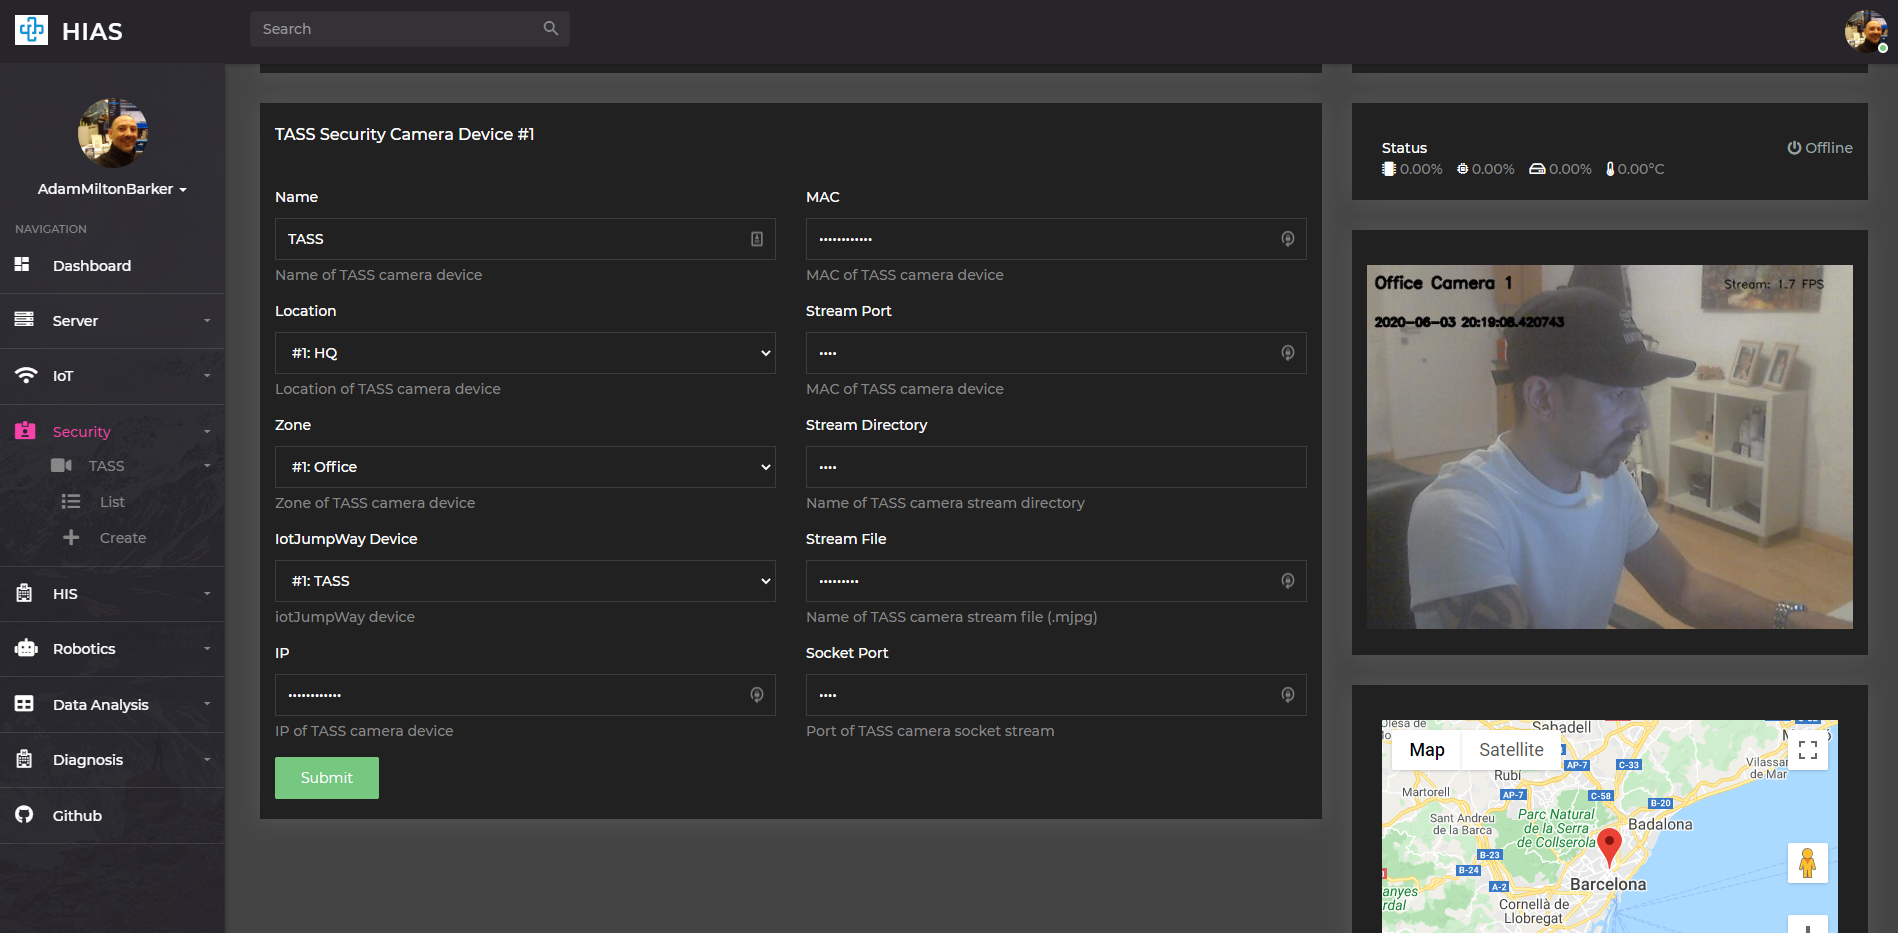 HIAS
Search
AdamMiltonBarker
NAVIGATION
Dashboard
Server
IoT
Security
TASS
List
Create
HIS
Robotics
Data Analysis
Diagnosis
Github
TASS Security Camera Device #1
Name
TASS
Name of TASS camera device
Location
#1: HQ
Location of TASS camera device
Zone
#1: Office
Zone of TASS camera device
IotJumpWay Device
#1: TASS
iotJumpWay device
IP
••••••••••••
IP of TASS camera device
Submit
MAC
••••••••••••
MAC of TASS camera device
Stream Port
••••
MAC of TASS camera device
Stream Directory
••••
Name of TASS camera stream directory
Stream File
•••••••••
Name of TASS camera stream file (.mjpg)
Socket Port
••••
Port of TASS camera socket stream
Status
Offline
0.00% 0.00% 0.00% 0.00°C
Office Camera 1
Stream: 1.7 FPS
2020-06-03 20:19:08.420743
Olesa de
Sabadell
Map
Satellite
AP-7
C-33
Rubí
Vilassar
de Mar
Martorell
AP-7
C-58
B-20
Sant Andreu
de la Barca
Parc Natural
de la Serra
de Collserola
Badalona
B-23
B-24
A-2
Barcelona
Cornellà de
Llobregat